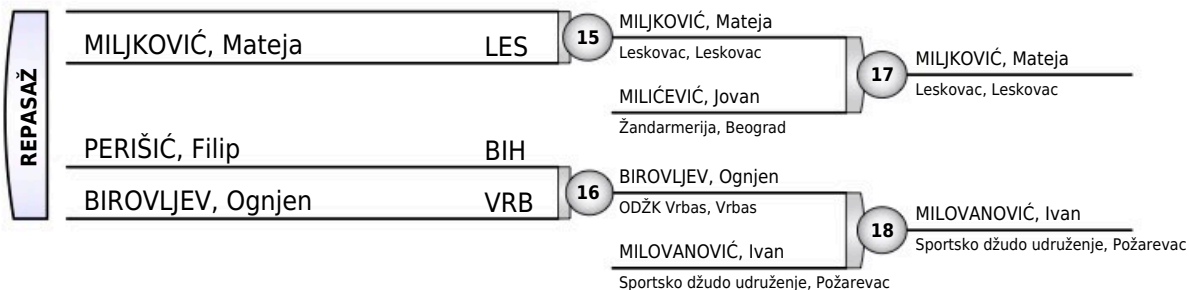 REPASAŽ
MILJKOVIĆ, Mateja LES
15
MILJKOVIĆ, Mateja
Leskovac, Leskovac
MILIĆEVIĆ, Jovan
Žandarmerija, Beograd
17
MILJKOVIĆ, Mateja
Leskovac, Leskovac
PERIŠIĆ, Filip BIH
BIROVLJEV, Ognjen VRB
16
BIROVLJEV, Ognjen
ODŽK Vrbas, Vrbas
MILOVANOVIĆ, Ivan
Sportsko džudo udruženje, Požarevac
18
MILOVANOVIĆ, Ivan
Sportsko džudo udruženje, Požarevac